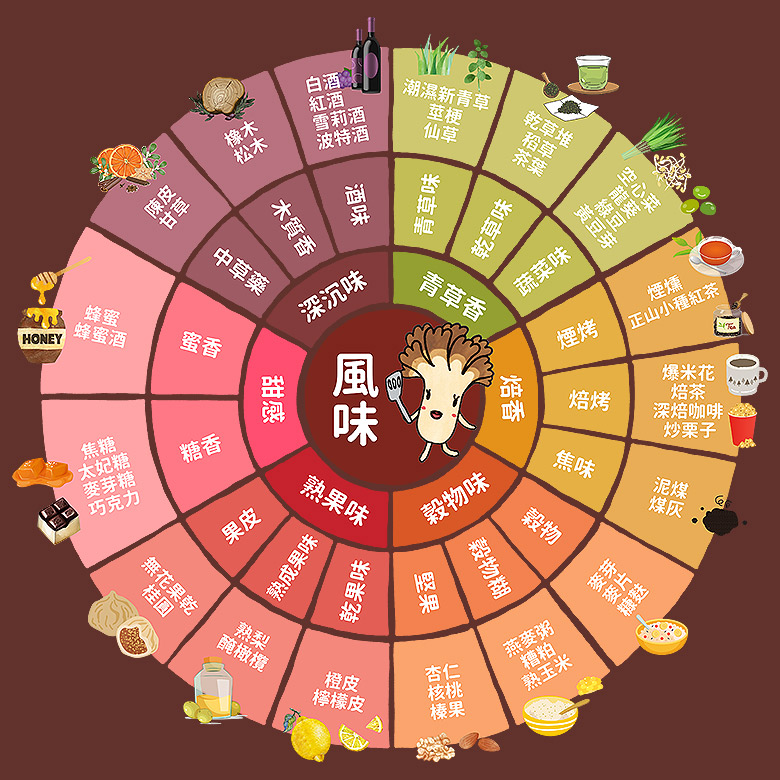 風味
青草香
青草味
潮濕新青草
莖梗
仙草
乾草味
乾草堆
稻草
茶葉
蔬菜味
空心菜
龍葵
綠豆
黃豆芽
焙香
煙烤
煙燻
正山小種紅茶
TEA
焙烤
爆米花
焙茶
深焙咖啡
炒栗子
焦味
泥煤
煤灰
穀物味
穀物
麥芽
麥片
糠麩
穀物糊
燕麥粥
糟粕
熟玉米
堅果
杏仁
核桃
榛果
熟果味
乾果味
橙皮
檸檬皮
熟成果味
熟梨
醃橄欖
果皮
無花果乾
桂圓
甜感
糖香
焦糖
太妃糖
麥芽糖
巧克力
蜜香
蜂蜜
蜂蜜酒
HONEY
深沉味
中草藥
陳皮
甘草
木質香
橡木
松木
酒味
白酒
紅酒
雪莉酒
波特酒